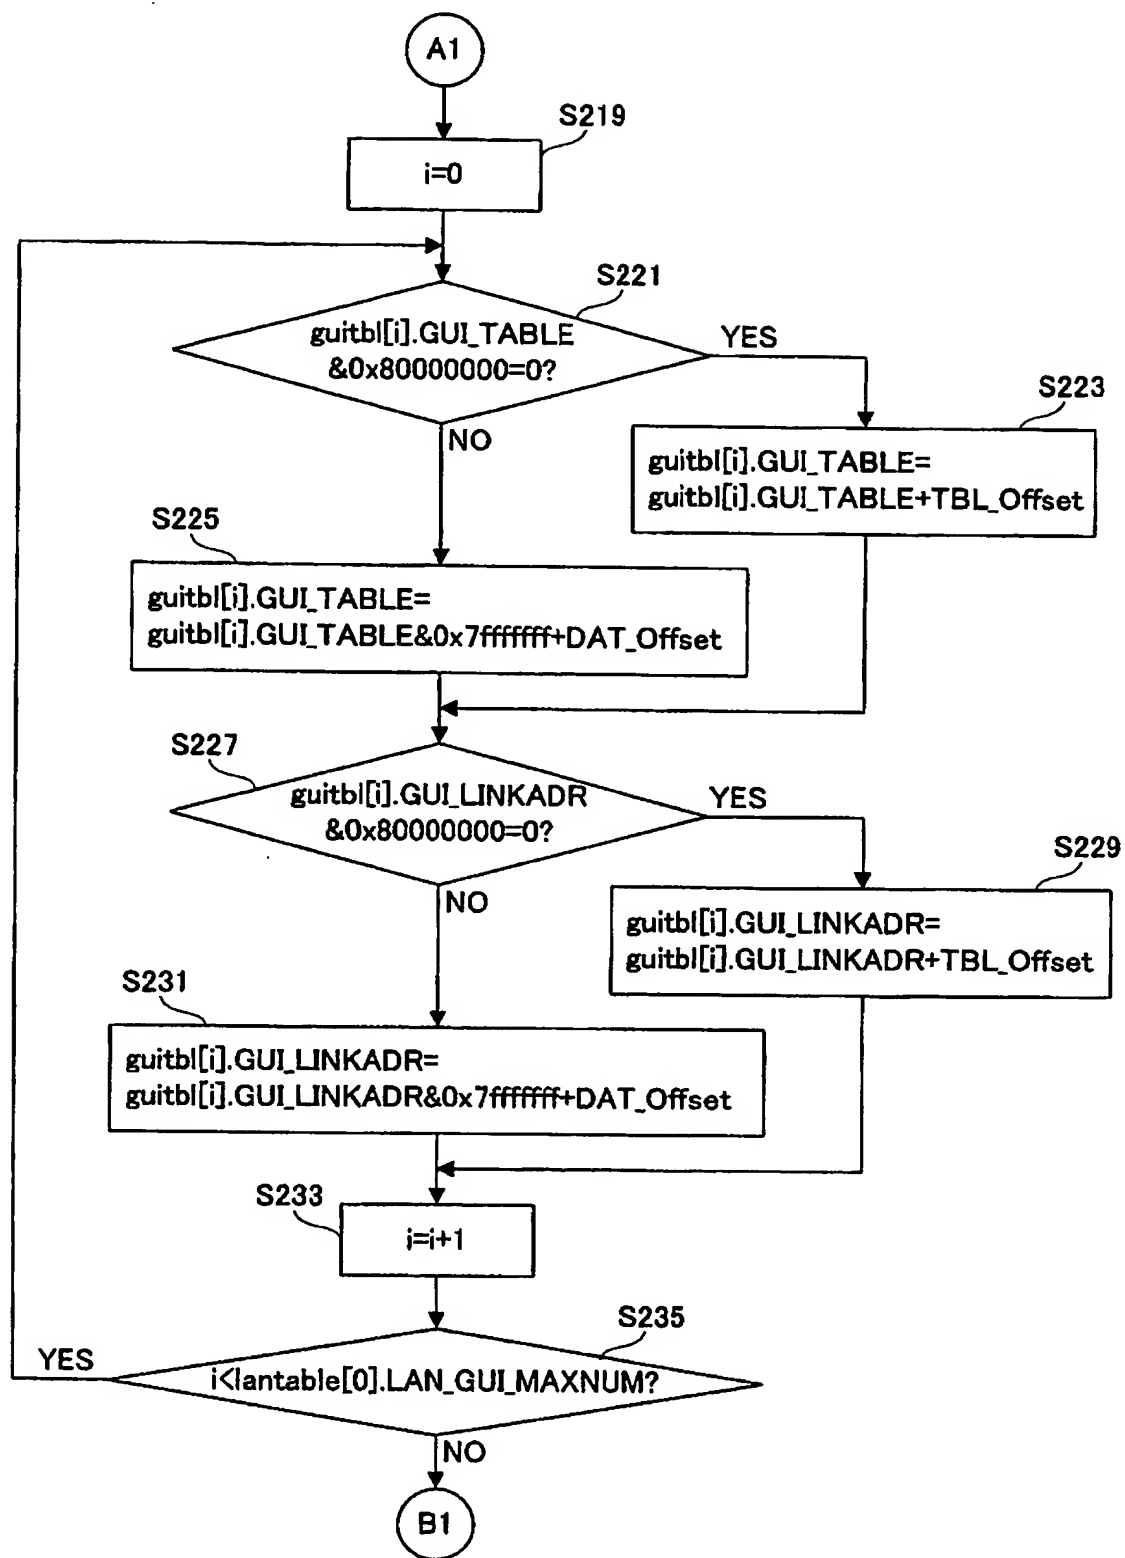 A1
S219
i=0
S221
guitbl[i].GUI_TABLE
&0x80000000=0?
YES
NO
S223
guitbl[i].GUI_TABLE=
guitbl[i].GUI_TABLE+TBL_Offset
S225
guitbl[i].GUI_TABLE=
guitbl[i].GUI_TABLE&0x7fffffff+DAT_Offset
S227
guitbl[i].GUI_LINKADR
&0x80000000=0?
YES
NO
S229
guitbl[i].GUI_LINKADR=
guitbl[i].GUI_LINKADR+TBL_Offset
S231
guitbl[i].GUI_LINKADR=
guitbl[i].GUI_LINKADR&0x7fffffff+DAT_Offset
S233
i=i+1
S235
i<lantable[0].LAN_GUI_MAXNUM?
YES
NO
B1